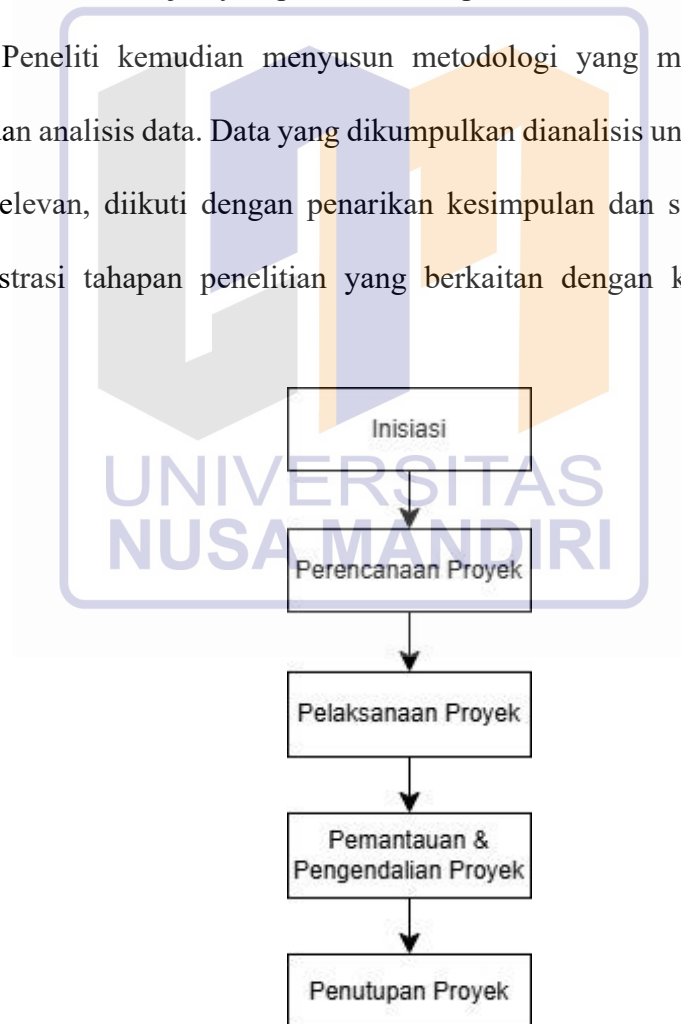 Peneliti kemudian menyusun metodologi yang m
an analisis data. Data yang dikumpulkan dianalisis un
elevan, diikuti dengan penarikan kesimpulan dan s
strasi tahapan penelitian yang berkaitan dengan k
Inisiasi
UNIVERSITAS
NUSA MANDIRI
Perencanaan Proyek
Pelaksanaan Proyek
Pemantauan &
Pengendalian Proyek
Penutupan Proyek